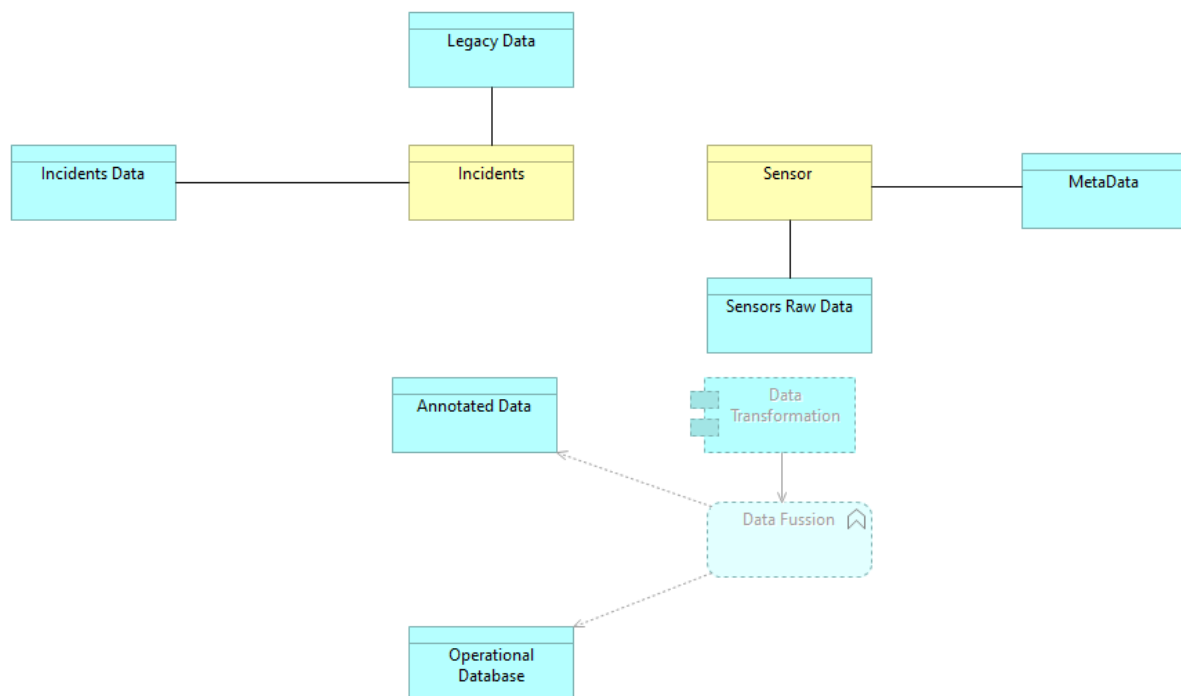 Legacy Data
Incidents Data
Incidents
Sensor
MetaData
Sensors Raw Data
Annotated Data
Data
Transformation
Data Fussion
Operational
Database